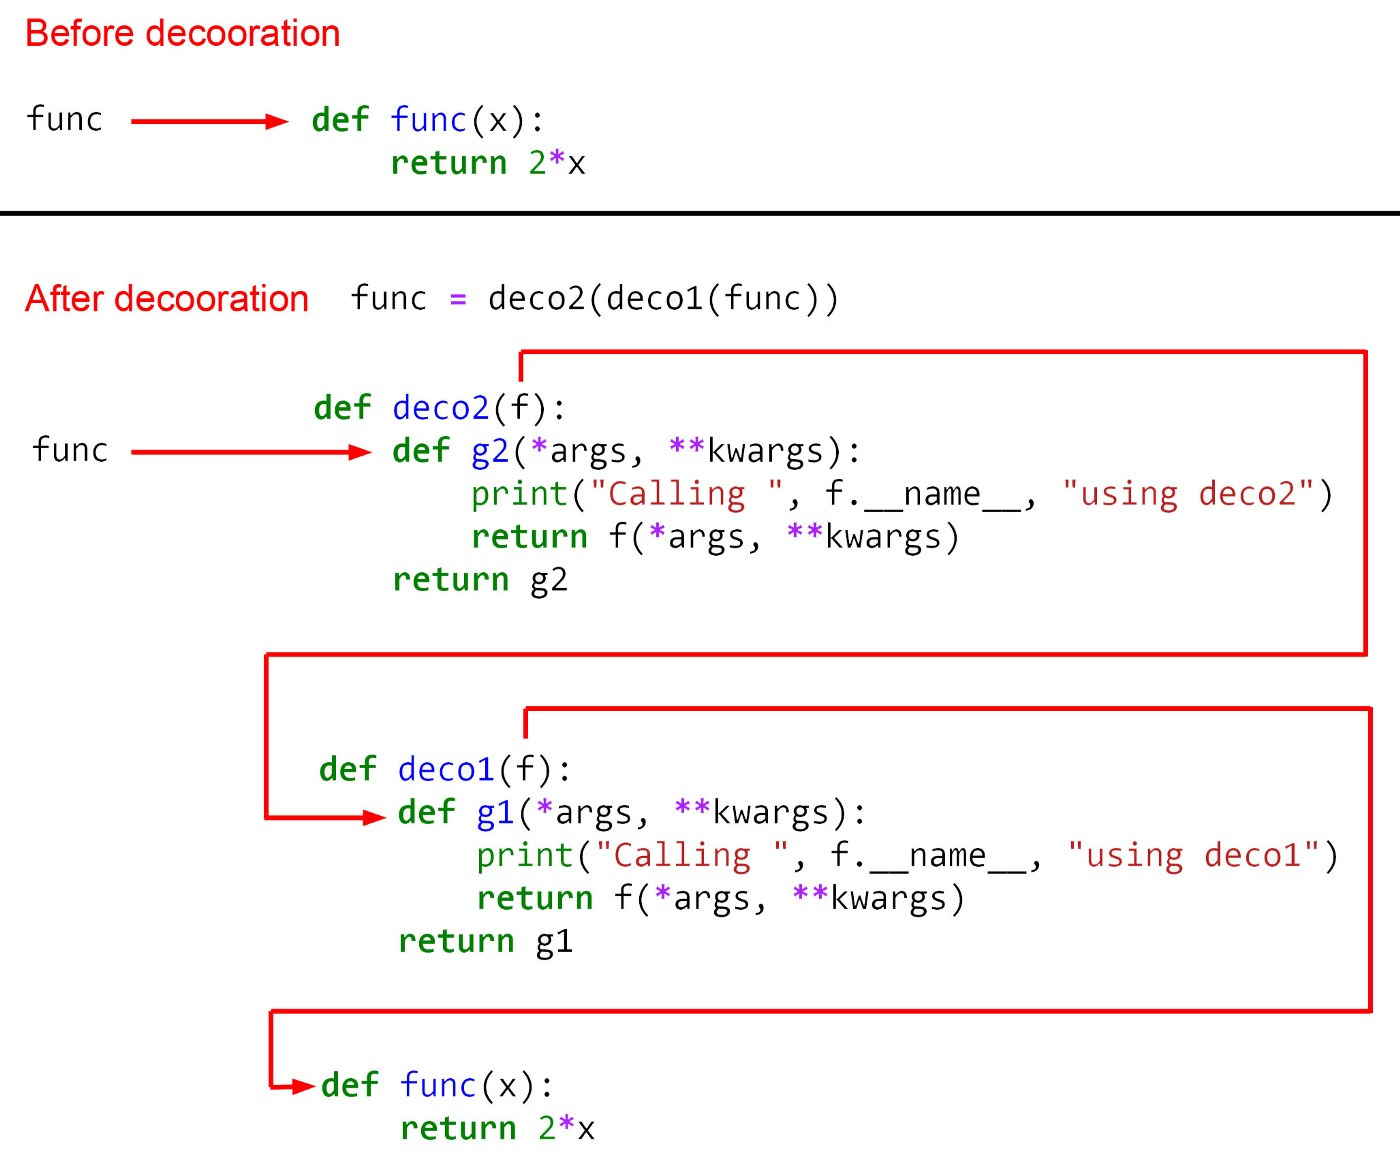 Before decooration
func def func(x):
return 2*x
After decooration func = deco2(deco1(func))
def deco2(f):
func def g2(*args, **kwargs):
print("Calling ", f.__name__, "using deco2")
return f(*args, **kwargs)
return g2
def deco1(f):
def g1(*args, **kwargs):
print("Calling ", f.__name__, "using deco1")
return f(*args, **kwargs)
return g1
def func(x):
return 2*x